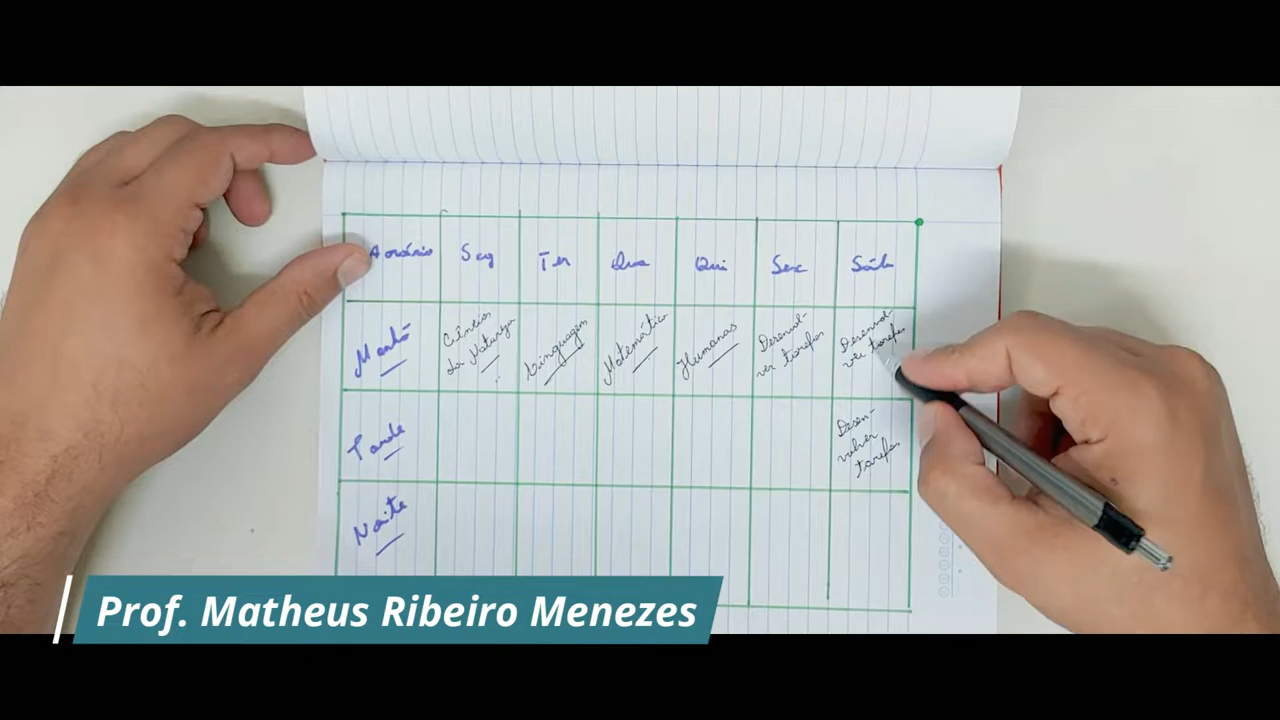 Horário Seg Ter Qua Qui Sex Sáb
Manhã
Ciências
da Natureza
Linguagem
Matemática
Humanas
Desenvol-
ver tarefas
Desenvol-
ver tarefas
Tarde
Desen-
volver
tarefas
Noite
Prof. Matheus Ribeiro Menezes